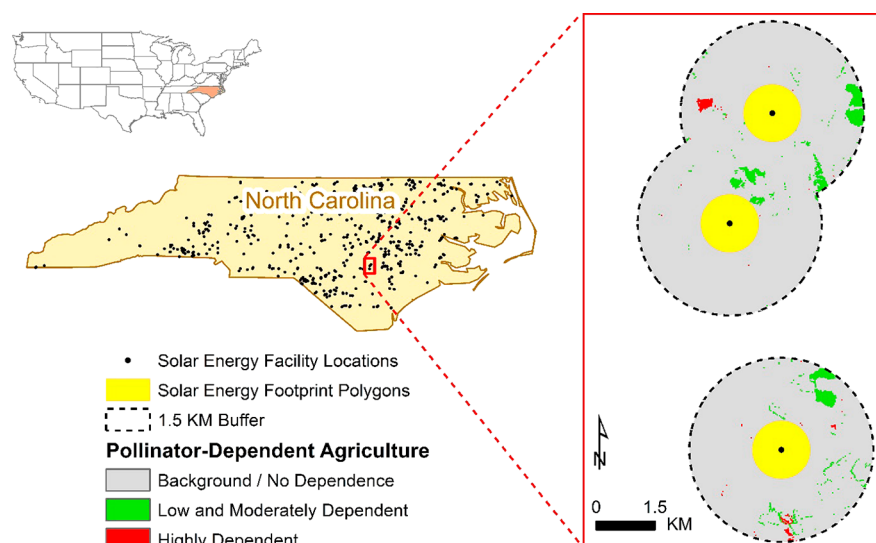 North Carolina
Solar Energy Facility Locations
Solar Energy Footprint Polygons
1.5 KM Buffer
Pollinator-Dependent Agriculture
Background / No Dependence
Low and Moderately Dependent
Highly Dependent
N
0 1.5
KM